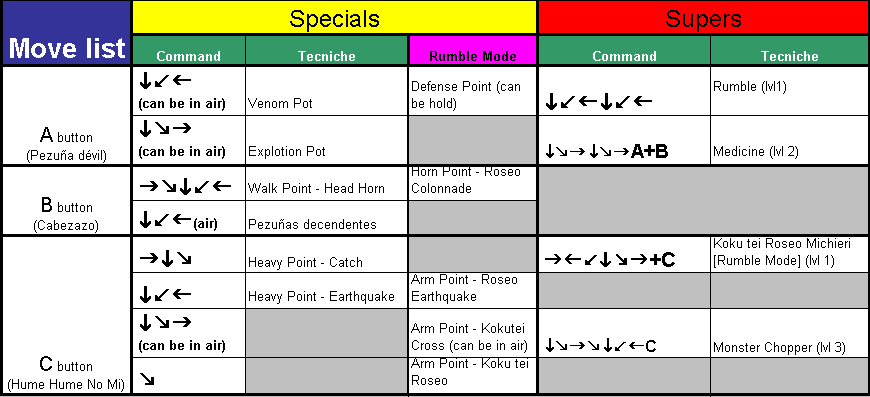 Move list
Specials
Supers
Command
Tecniche
Rumble Mode
Command
Tecniche
A button
(Pezuña dévil)
↓↙←
(can be in air)
Venom Pot
Defense Point (can
be hold)
↓↙←↓↙←
Rumble (lvl1)
↓↘→
(can be in air)
Explotion Pot
↓↘→↓↘→A+B
Medicine (lvl 2)
B button
(Cabezazo)
→↘↓↙←
Walk Point - Head Horn
Horn Point - Roseo
Colonnade
↓↙←(air)
Pezuñas decendentes
C button
(Hume Hume No Mi)
→↓↘
Heavy Point - Catch
→←↙↓↘→+C
Koku tei Roseo Michieri
[Rumble Mode] (lvl 1)
↓↙←
Heavy Point - Earthquake
Arm Point - Roseo
Earthquake
↓↘→
(can be in air)
Arm Point - Kokutei
Cross (can be in air)
↓↘→↘↓↙←C
Monster Chopper (lvl 3)
↘
Arm Point - Koku tei
Roseo